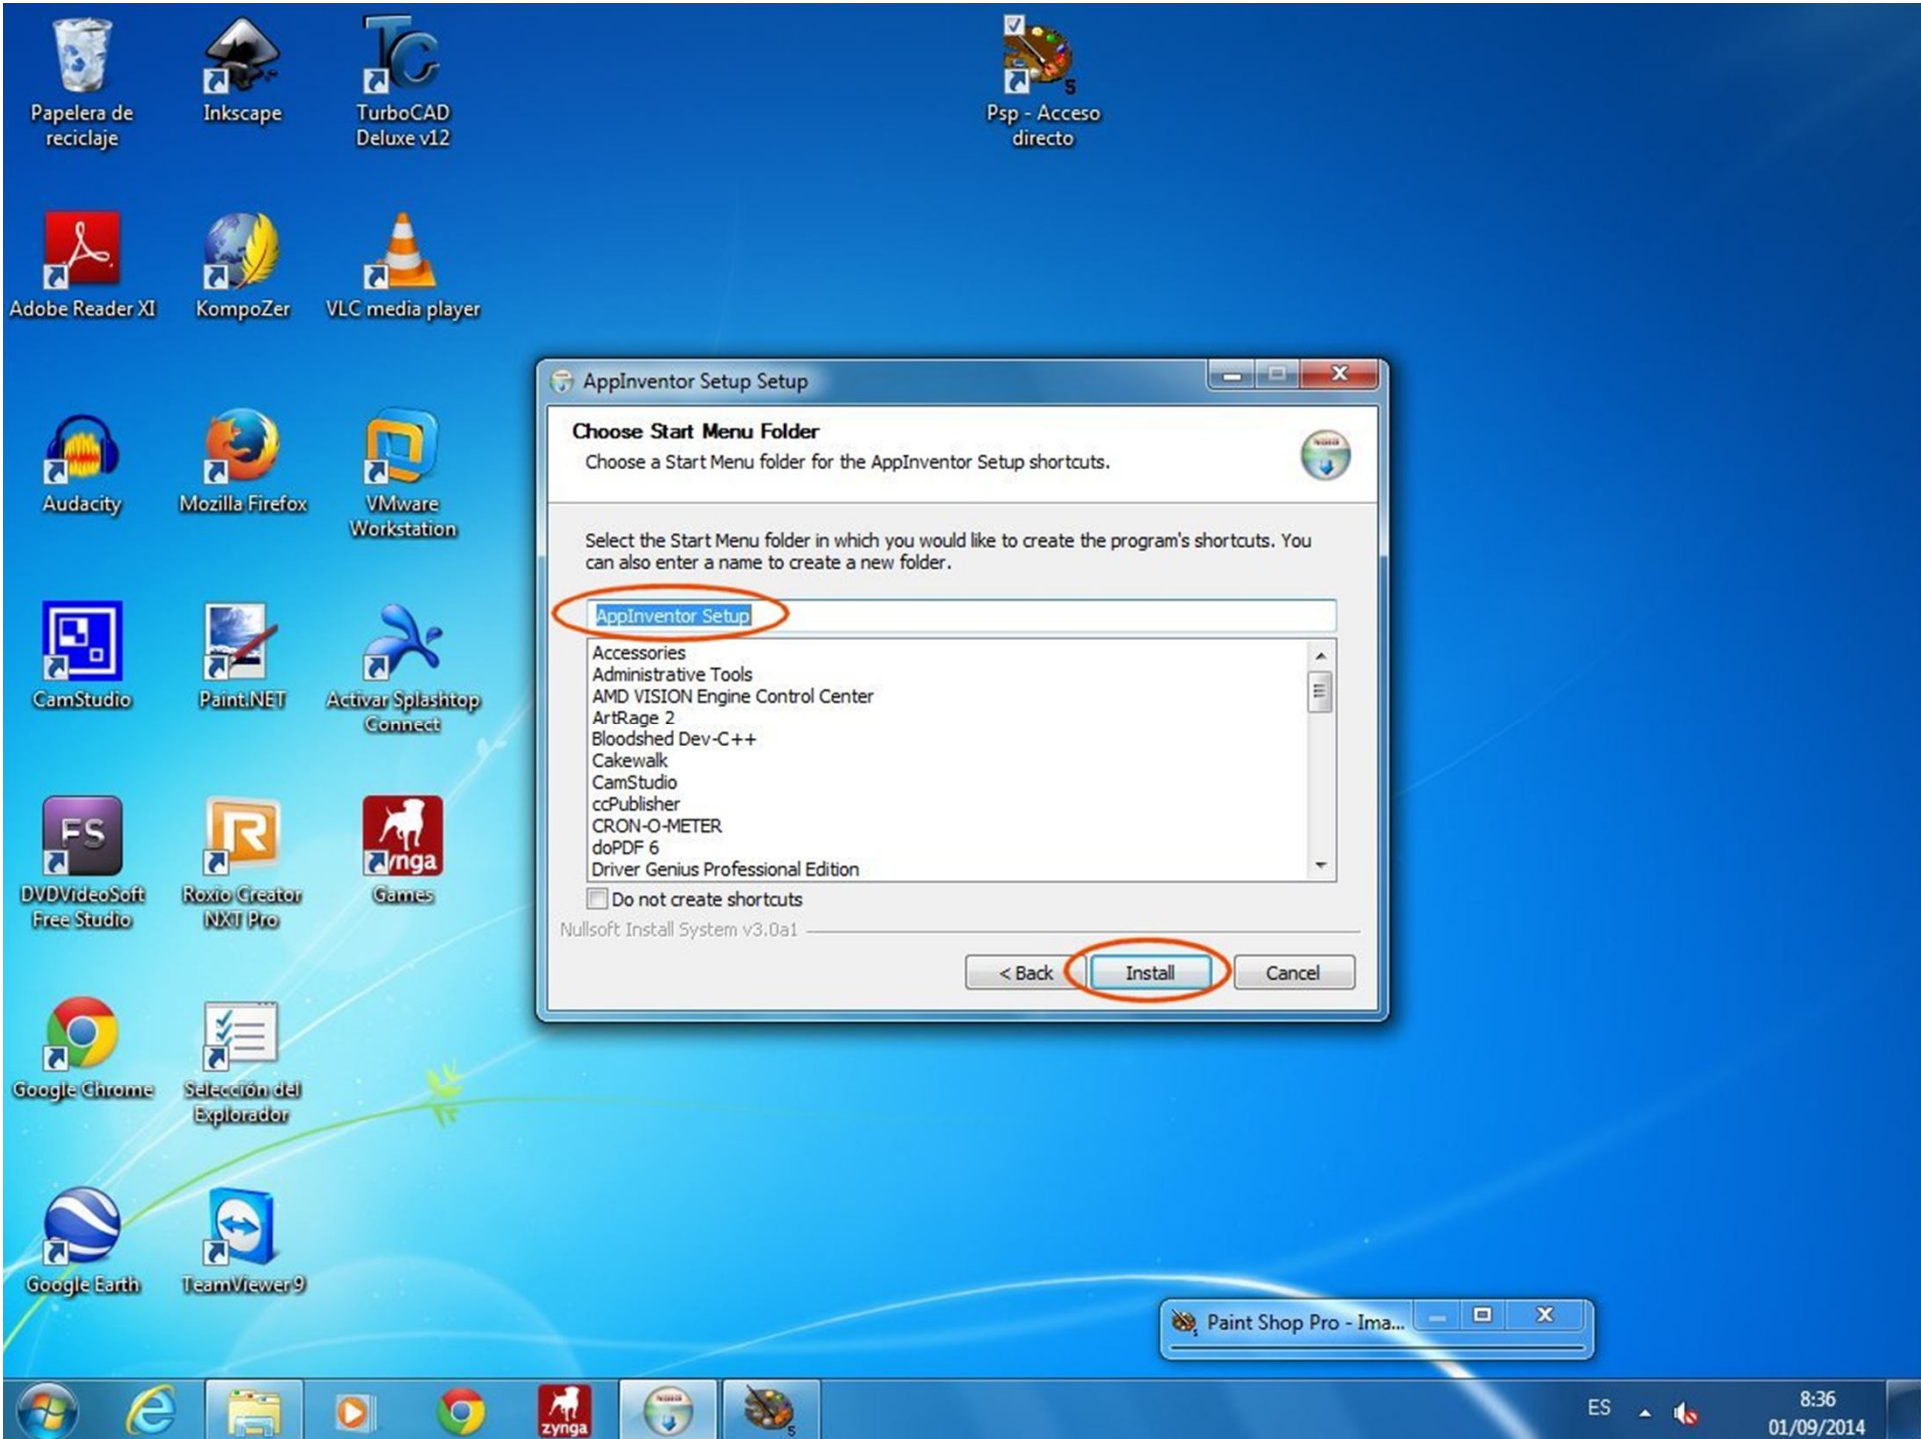 Papelera de
reciclaje
Inkscape
TurboCAD
Deluxe v12
Psp - Acceso
directo
Adobe Reader XI
KompoZer
VLC media player
Audacity
Mozilla Firefox
VMware
Workstation
CamStudio
Paint.NET
Activar Splashtop
Connect
FS
DVDVideoSoft
Free Studio
Roxio Creator
NXT Pro
zynga
Games
Google Chrome
Selección del
Explorador
Google Earth
TeamViewer 9
AppInventor Setup Setup
Choose Start Menu Folder
Choose a Start Menu folder for the AppInventor Setup shortcuts.
Select the Start Menu folder in which you would like to create the program's shortcuts. You
can also enter a name to create a new folder.
AppInventor Setup
Accessories
Administrative Tools
AMD VISION Engine Control Center
ArtRage 2
Bloodshed Dev-C++
Cakewalk
CamStudio
ccPublisher
CRON-O-METER
doPDF 6
Driver Genius Professional Edition
Do not create shortcuts
Nullsoft Install System v3.0a1
< Back
Install
Cancel
Paint Shop Pro - Ima...
zynga
ES
8:36
01/09/2014